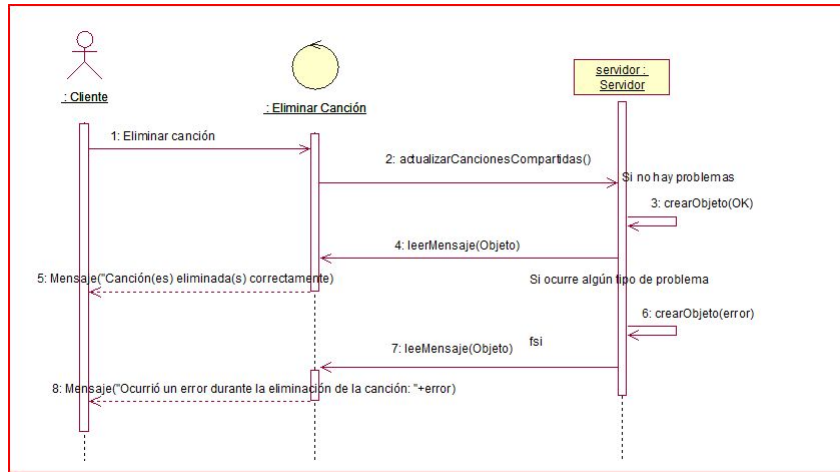 servidor :
Servidor
: Cliente
: Eliminar Canción
1: Eliminar canción
2: actualizarCancionesCompartidas()
Si no hay problemas
3: crearObjeto(OK)
4: leerMensaje(Objeto)
5: Mensaje("Canción(es) eliminada(s) correctamente)
Si ocurre algún tipo de problema
6: crearObjeto(error)
fsi
7: leeMensaje(Objeto)
8: Mensaje("Ocurrió un error durante la eliminación de la canción: "+error)